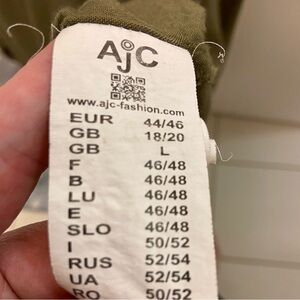 AJC
www.ajc-fashion.com
EUR 44/46
GB 18/20
GB L
F 46/48
B 46/48
LU 46/48
E 46/48
SLO 46/48
I 50/52
RUS 52/54
UA 52/54
RO 50/52